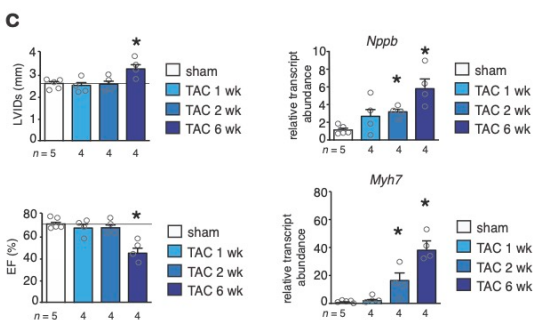 C
LVIDs (mm)
4
3
2
1
0
*
n = 5 4 4 4
sham
TAC 1 wk
TAC 2 wk
TAC 6 wk
Nppb
relative transcript
abundance
10
8
6
4
2
0
* *
4 4 4
n = 5
sham
TAC 1 wk
TAC 2 wk
TAC 6 wk
EF (%)
80
60
40
20
0
*
n = 5 4 4 4
sham
TAC 1 wk
TAC 2 wk
TAC 6 wk
Myh7
relative transcript
abundance
80
60
40
20
0
* *
n = 5 4 4 4
sham
TAC 1 wk
TAC 2 wk
TAC 6 wk